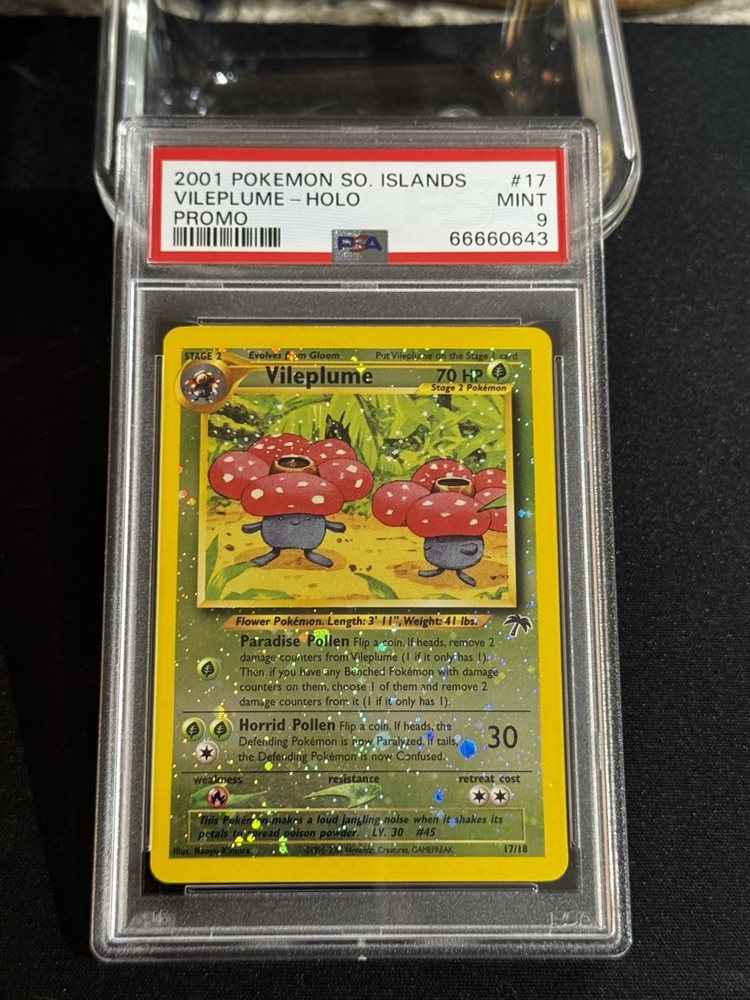 2001 POKEMON SO. ISLANDS #17
VILEPLUME - HOLO MINT
PROMO 9
PSA 66660643
STAGE 2 Evolves from Gloom Put Vileplume on the Stage 1 card
Vileplume 70 HP
Stage 2 Pokémon
Flower Pokémon. Length: 3' 11", Weight: 41 lbs.
Paradise Pollen Flip a coin. If heads, remove 2
damage counters from Vileplume (1 if it only has 1).
Then, if you have any Benched Pokémon with damage
counters on them, choose 1 of them and remove 2
damage counters from it (1 if it only has 1).
Horrid Pollen Flip a coin. If heads, the
Defending Pokémon is now Paralyzed. If tails, 30
the Defending Pokémon is now Confused.
weakness resistance retreat cost
This Pokémon makes a loud jangling noise when it shakes its
petals to spread poison powder. LV. 30 #45
Illus. Naoyo Kimura Nintendo, Creatures, GAMEFREAK. 17/18